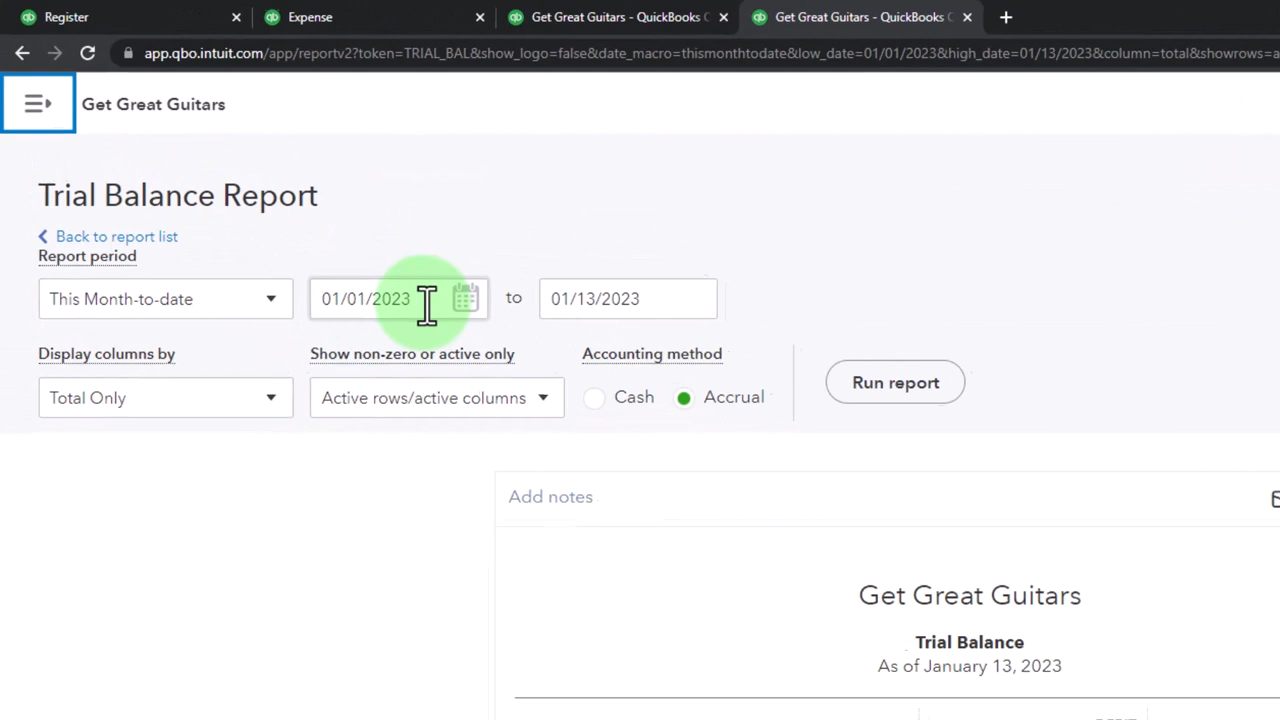 Register
Expense
Get Great Guitars - QuickBooks
Get Great Guitars - QuickBooks
app.qbo.intuit.com/app/reportv2?token=TRIAL_BAL&show_logo=false&date_macro=thismonthtodate&low_date=01/01/2023&high_date=01/13/2023&column=total&showrows=a
Get Great Guitars
Trial Balance Report
Back to report list
Report period
This Month-to-date
01/01/2023
to
01/13/2023
Display columns by
Show non-zero or active only
Accounting method
Total Only
Active rows/active columns
Cash
Accrual
Run report
Add notes
Get Great Guitars
Trial Balance
As of January 13, 2023